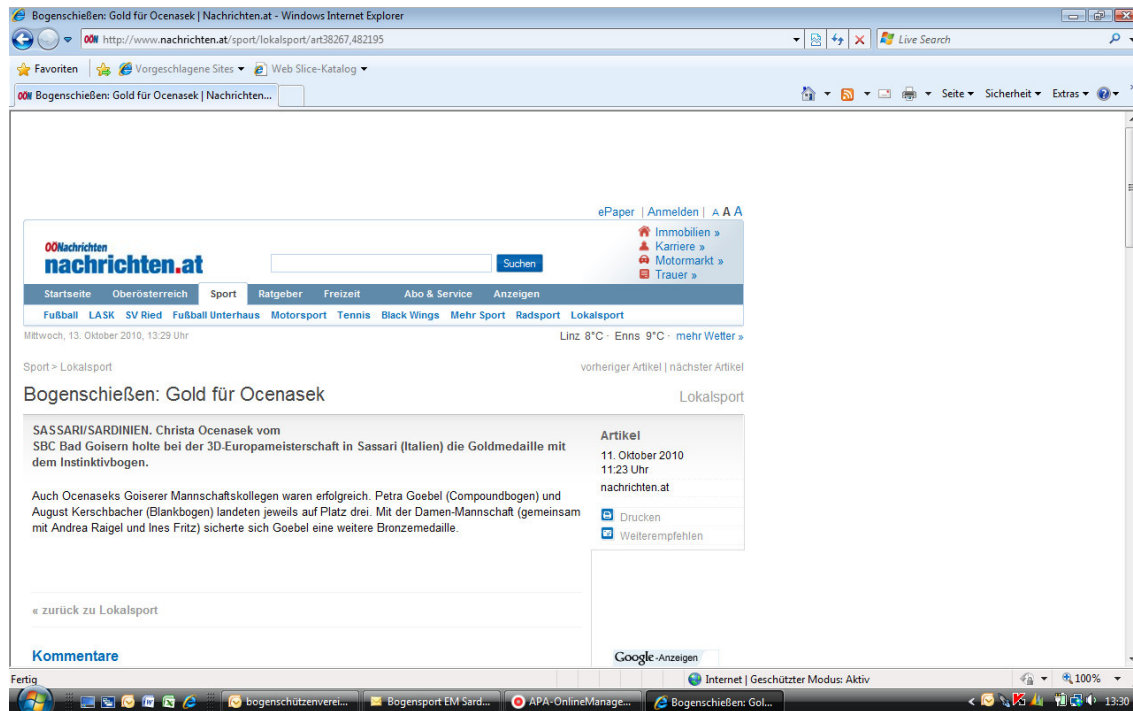 Bogenschießen: Gold für Ocenasek | Nachrichten.at - Windows Internet Explorer
OÖN http://www.nachrichten.at/sport/lokalsport/art38267,482195
Live Search
Favoriten Vorgeschlagene Sites Web Slice-Katalog
OÖN Bogenschießen: Gold für Ocenasek | Nachrichten...
Seite Sicherheit Extras
ePaper | Anmelden | A A A
OÖNachrichten
nachrichten.at
Suchen
Immobilien »
Karriere »
Motormarkt »
Trauer »
Startseite Oberösterreich Sport Ratgeber Freizeit Abo & Service Anzeigen
Fußball LASK SV Ried Fußball Unterhaus Motorsport Tennis Black Wings Mehr Sport Radsport Lokalsport
Mittwoch, 13. Oktober 2010, 13:29 Uhr
Linz 8°C · Enns 9°C · mehr Wetter »
Sport > Lokalsport
vorheriger Artikel | nächster Artikel
Bogenschießen: Gold für Ocenasek
Lokalsport
SASSARI/SARDINIEN. Christa Ocenasek vom
SBC Bad Goisern holte bei der 3D-Europameisterschaft in Sassari (Italien) die Goldmedaille mit
dem Instinktivbogen.
Auch Ocenaseks Goiserer Mannschaftskollegen waren erfolgreich. Petra Goebel (Compoundbogen) und
August Kerschbacher (Blankbogen) landeten jeweils auf Platz drei. Mit der Damen-Mannschaft (gemeinsam
mit Andrea Raigel und Ines Fritz) sicherte sich Goebel eine weitere Bronzemedaille.
Artikel
11. Oktober 2010
11:23 Uhr
nachrichten.at
Drucken
Weiterempfehlen
« zurück zu Lokalsport
Kommentare
Google-Anzeigen
Fertig
Internet | Geschützter Modus: Aktiv
100%
bogenschützenverei...
Bogensport EM Sard...
APA-OnlineManage...
Bogenschießen: Gol...
13:30